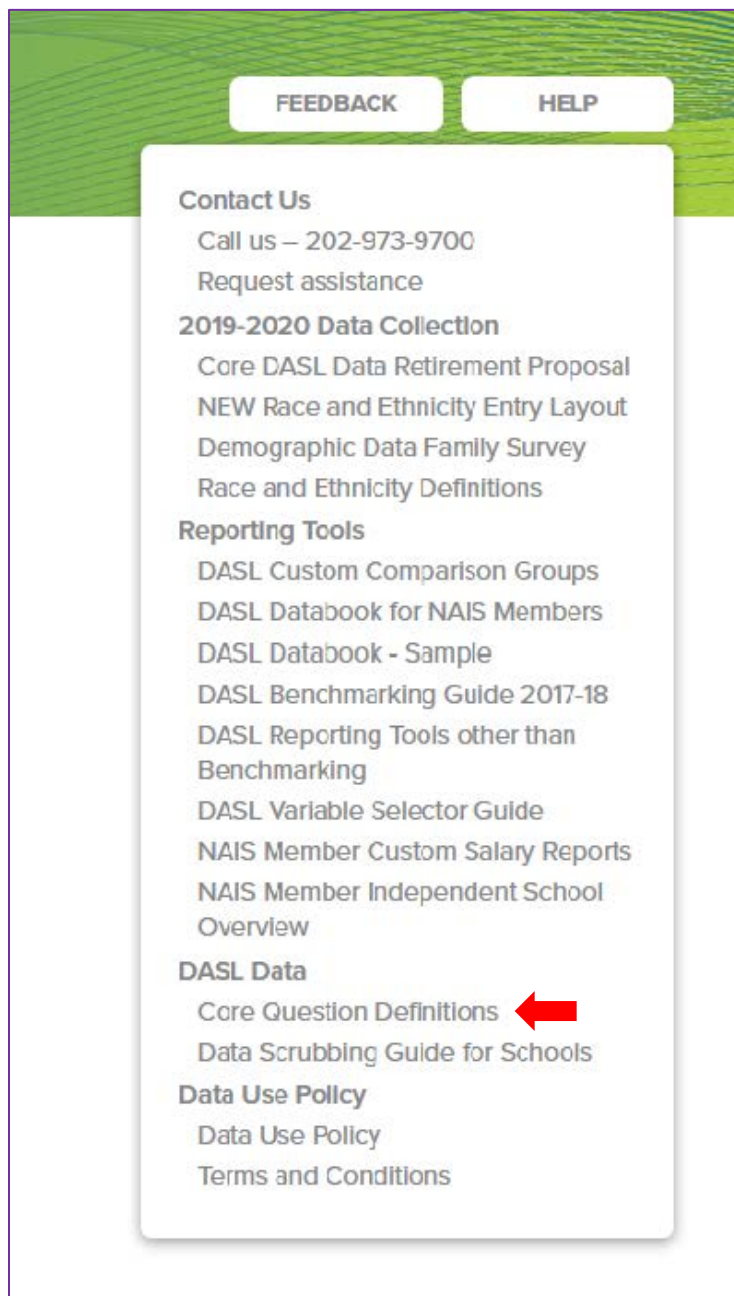 FEEDBACK
HELP
Contact Us
Call us – 202-973-9700
Request assistance
2019-2020 Data Collection
Core DASL Data Retirement Proposal
NEW Race and Ethnicity Entry Layout
Demographic Data Family Survey
Race and Ethnicity Definitions
Reporting Tools
DASL Custom Comparison Groups
DASL Databook for NAIS Members
DASL Databook - Sample
DASL Benchmarking Guide 2017-18
DASL Reporting Tools other than
Benchmarking
DASL Variable Selector Guide
NAIS Member Custom Salary Reports
NAIS Member Independent School
Overview
DASL Data
Core Question Definitions
Data Scrubbing Guide for Schools
Data Use Policy
Data Use Policy
Terms and Conditions